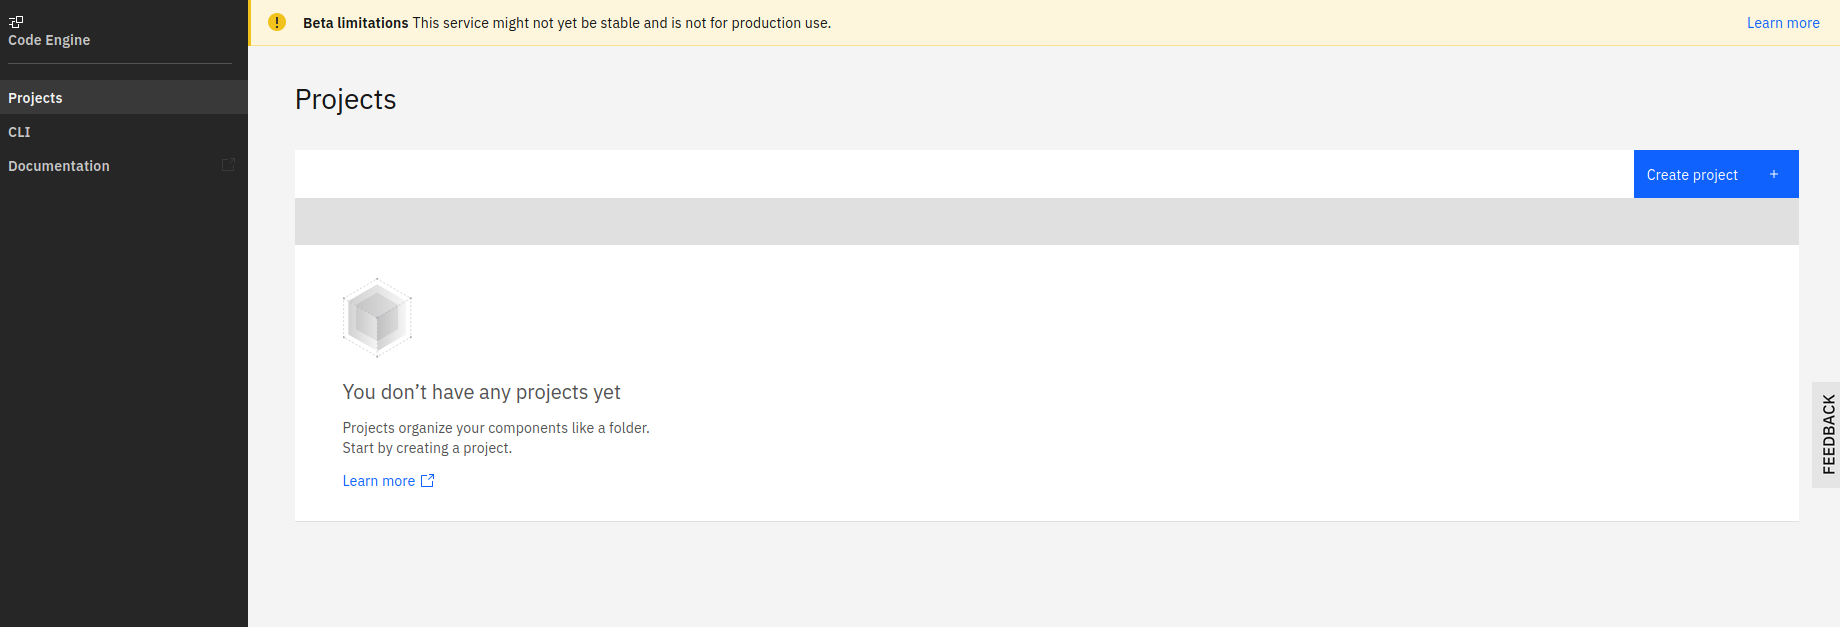 Code Engine
Projects
CLI
Documentation
Beta limitations This service might not yet be stable and is not for production use.
Learn more
Projects
Create project +
You don’t have any projects yet
Projects organize your components like a folder.
Start by creating a project.
Learn more
FEEDBACK